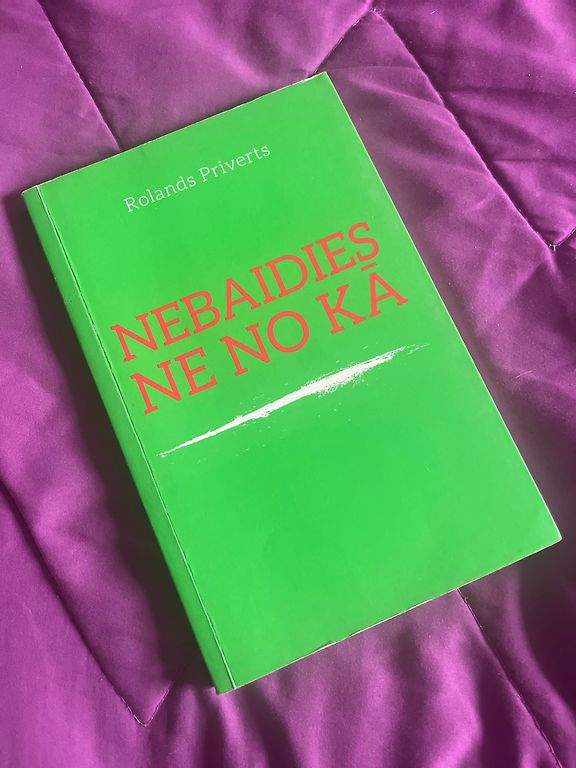 Rolands Priverts
NEBAIDIES
NE NO KĀ